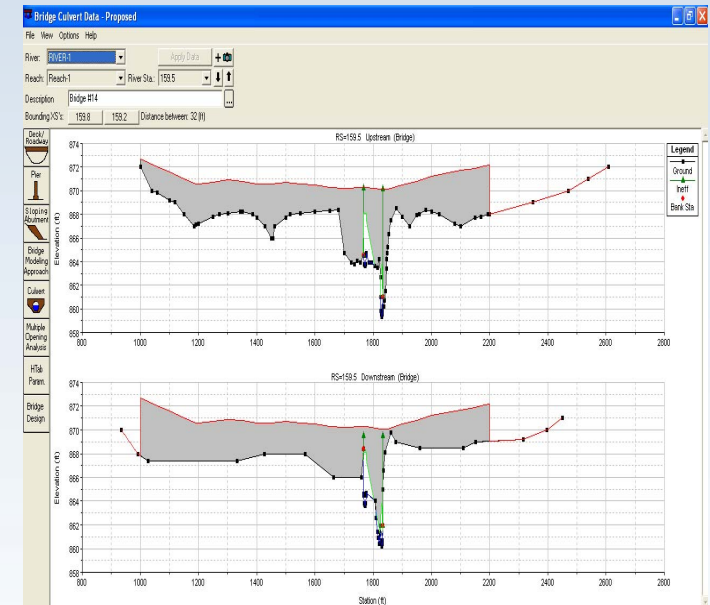 Bridge Culvert Data - Proposed
File View Options Help
River: RIVER-1 Apply Data
Reach: Reach-1 River Sta.: 159.5
Description Bridge #14 ...
Bounding XS's: 159.8 159.2 Distance between: 32 (ft)
Deck/
Roadway
Pier
Sloping
Abutment
Bridge
Modeling
Approach
Culvert
Multiple
Opening
Analysis
HTab
Param.
Bridge
Design
RS=159.5 Upstream (Bridge)
Elevation (ft)
874
872
870
868
866
864
862
860
858
800 1000 1200 1400 1600 1800 2000 2200 2400 2600 2800
Legend
Ground
Ineff
Bank Sta
RS=159.5 Downstream (Bridge)
Elevation (ft)
874
872
870
868
866
864
862
860
858
800 1000 1200 1400 1600 1800 2000 2200 2400 2600 2800
Station (ft)